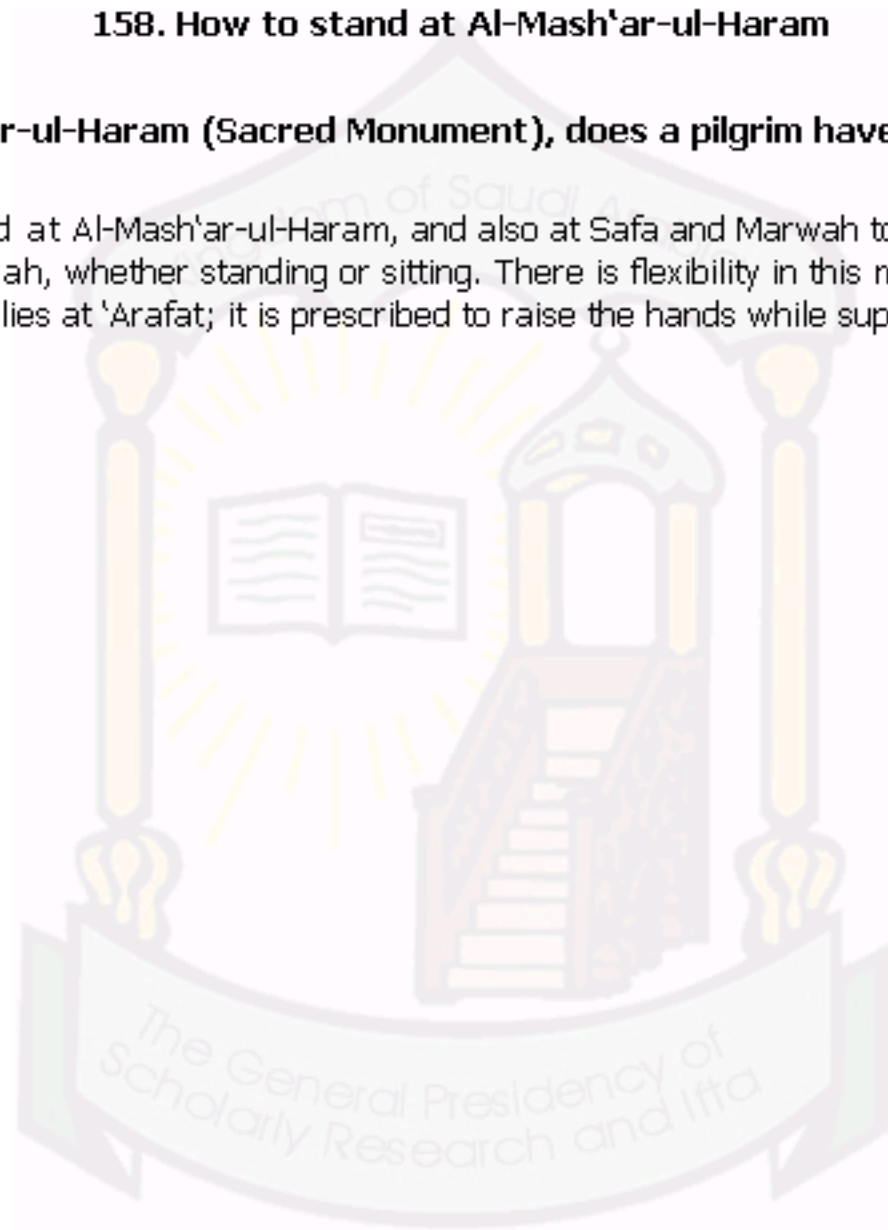 158. How to stand at Al-Mash'ar-ul-Haram
r-ul-Haram (Sacred Monument), does a pilgrim have
d at Al-Mash'ar-ul-Haram, and also at Safa and Marwah to
ah, whether standing or sitting. There is flexibility in this m
lies at 'Arafat; it is prescribed to raise the hands while sup
Kingdom of Saudi Arabia
The General Presidency of
Scholarly Research and Ifta